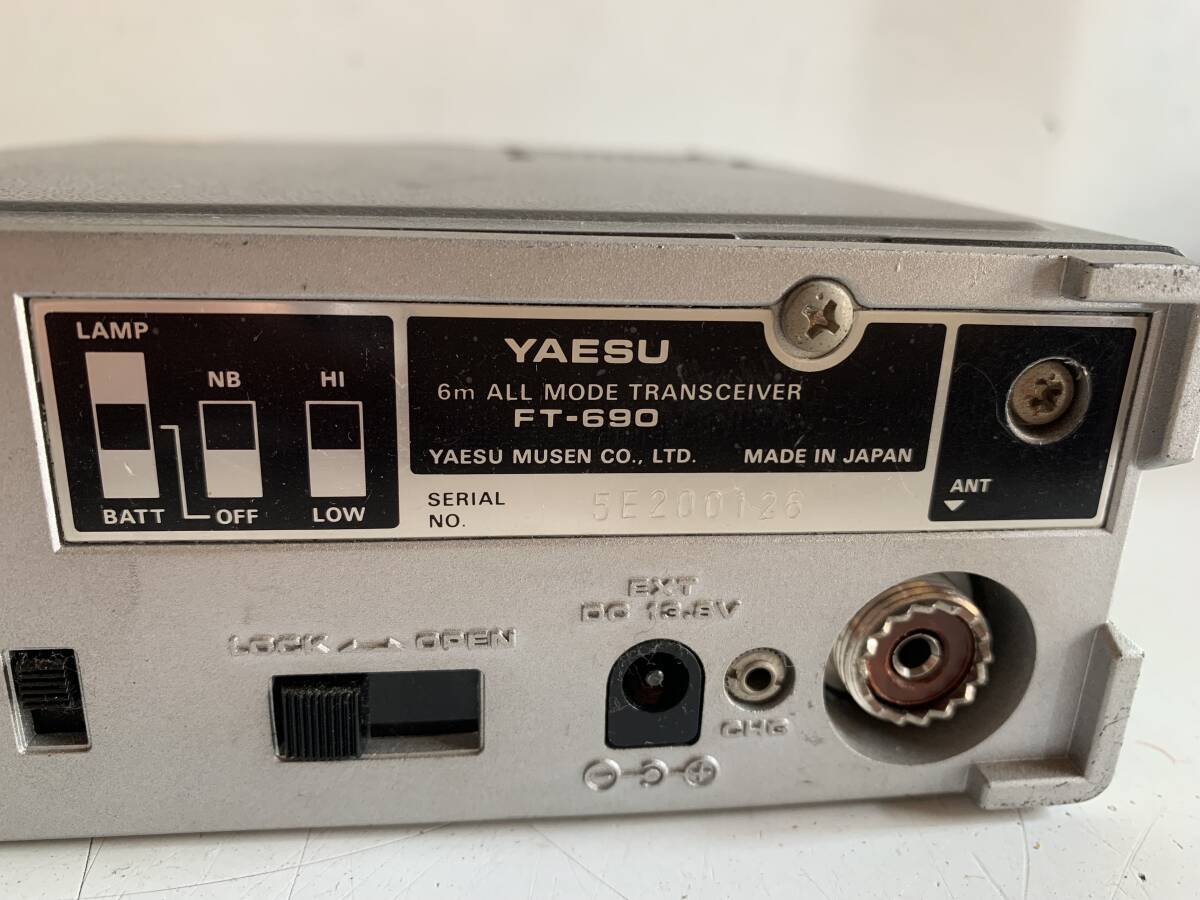 LAMP
NB
HI
BATT
OFF
LOW
YAESU
6m ALL MODE TRANSCEIVER
FT-690
YAESU MUSEN CO., LTD. MADE IN JAPAN
SERIAL
NO. 5E200126
ANT
EXT
DC 13.8V
LOCK ↔ OPEN
CHG